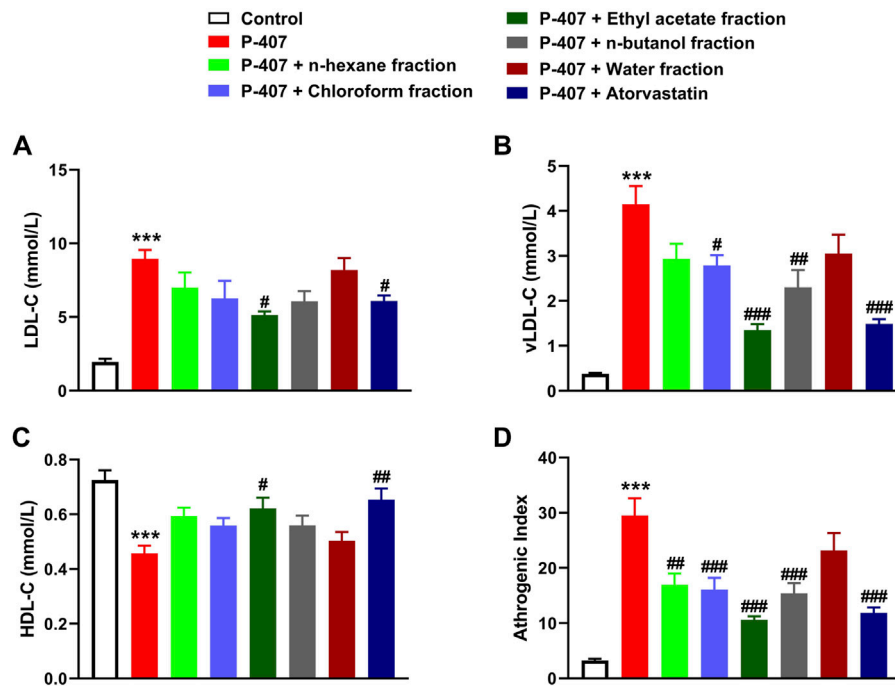 Control
P-407
P-407 + n-hexane fraction
P-407 + Chloroform fraction
P-407 + Ethyl acetate fraction
P-407 + n-butanol fraction
P-407 + Water fraction
P-407 + Atorvastatin
A
LDL-C (mmol/L)
15
10
5
0
***
#
#
B
vLDL-C (mmol/L)
5
4
3
2
1
0
***
#
###
##
###
C
HDL-C (mmol/L)
0.8
0.6
0.4
0.2
0.0
***
#
##
D
Athrogenic Index
40
30
20
10
0
***
##
###
###
###
###